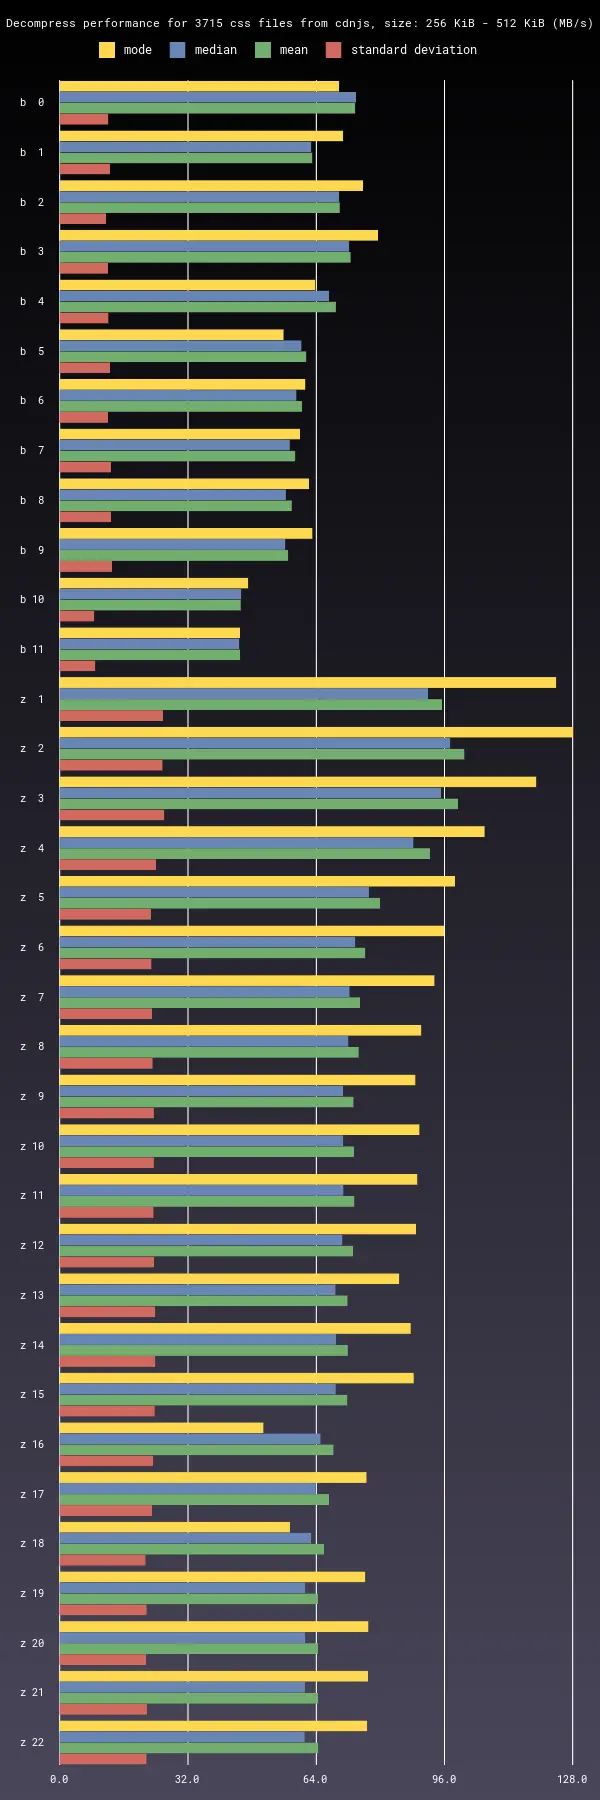 Decompress performance for 3715 css files from cdnjs, size: 256 KiB - 512 KiB (MB/s)
mode median mean standard deviation
b 0
b 1
b 2
b 3
b 4
b 5
b 6
b 7
b 8
b 9
b 10
b 11
z 1
z 2
z 3
z 4
z 5
z 6
z 7
z 8
z 9
z 10
z 11
z 12
z 13
z 14
z 15
z 16
z 17
z 18
z 19
z 20
z 21
z 22
0.0 32.0 64.0 96.0 128.0